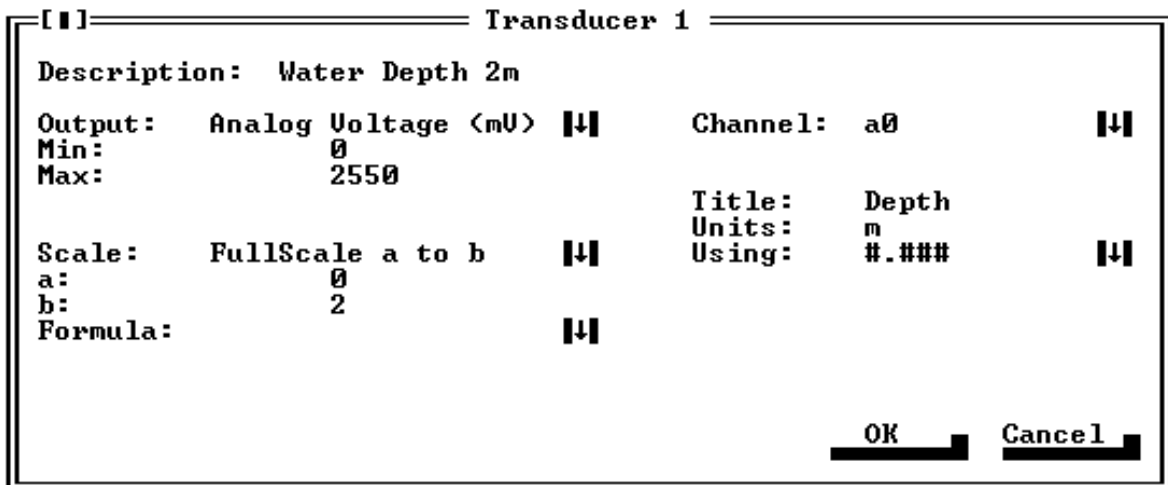 Transducer 1
Description: Water Depth 2m
Output: Analog Voltage (mV) Channel: a0
Min: 0
Max: 2550
Title: Depth
Units: m
Scale: FullScale a to b Using: #.###
a: 0
b: 2
Formula:
OK Cancel